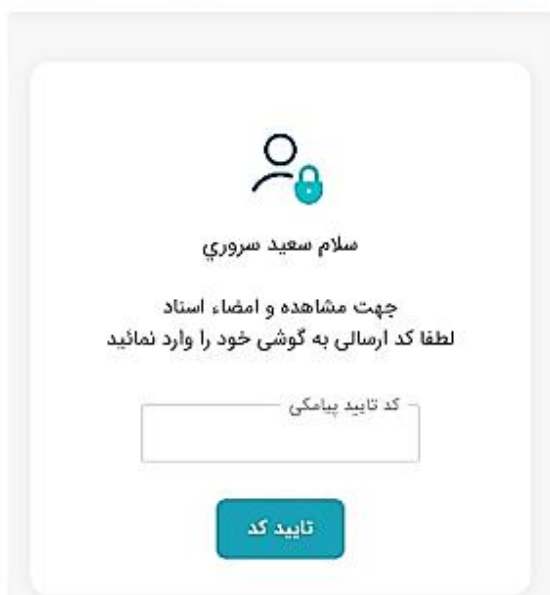 سلام سعيد سروري
جهت مشاهده و امضاء اسناد
لطفا کد ارسالی به گوشی خود را وارد نمائید
کد تایید پیامکی
تایید کد